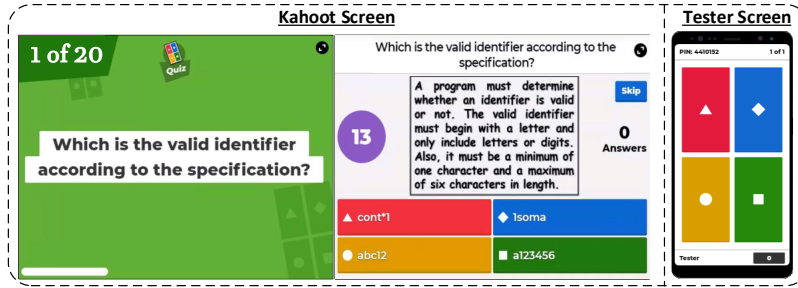 Kahoot Screen
Tester Screen
1 of 20
Quiz
Which is the valid identifier
according to the specification?
Which is the valid identifier according to the
specification?
13
A program must determine
whether an identifier is valid
or not. The valid identifier
must begin with a letter and
only include letters or digits.
Also, it must be a minimum of
one character and a maximum
of six characters in length.
Skip
0
Answers
cont*1
1soma
abc12
a123456
PIN: 4410152
1 of 1
Tester
0